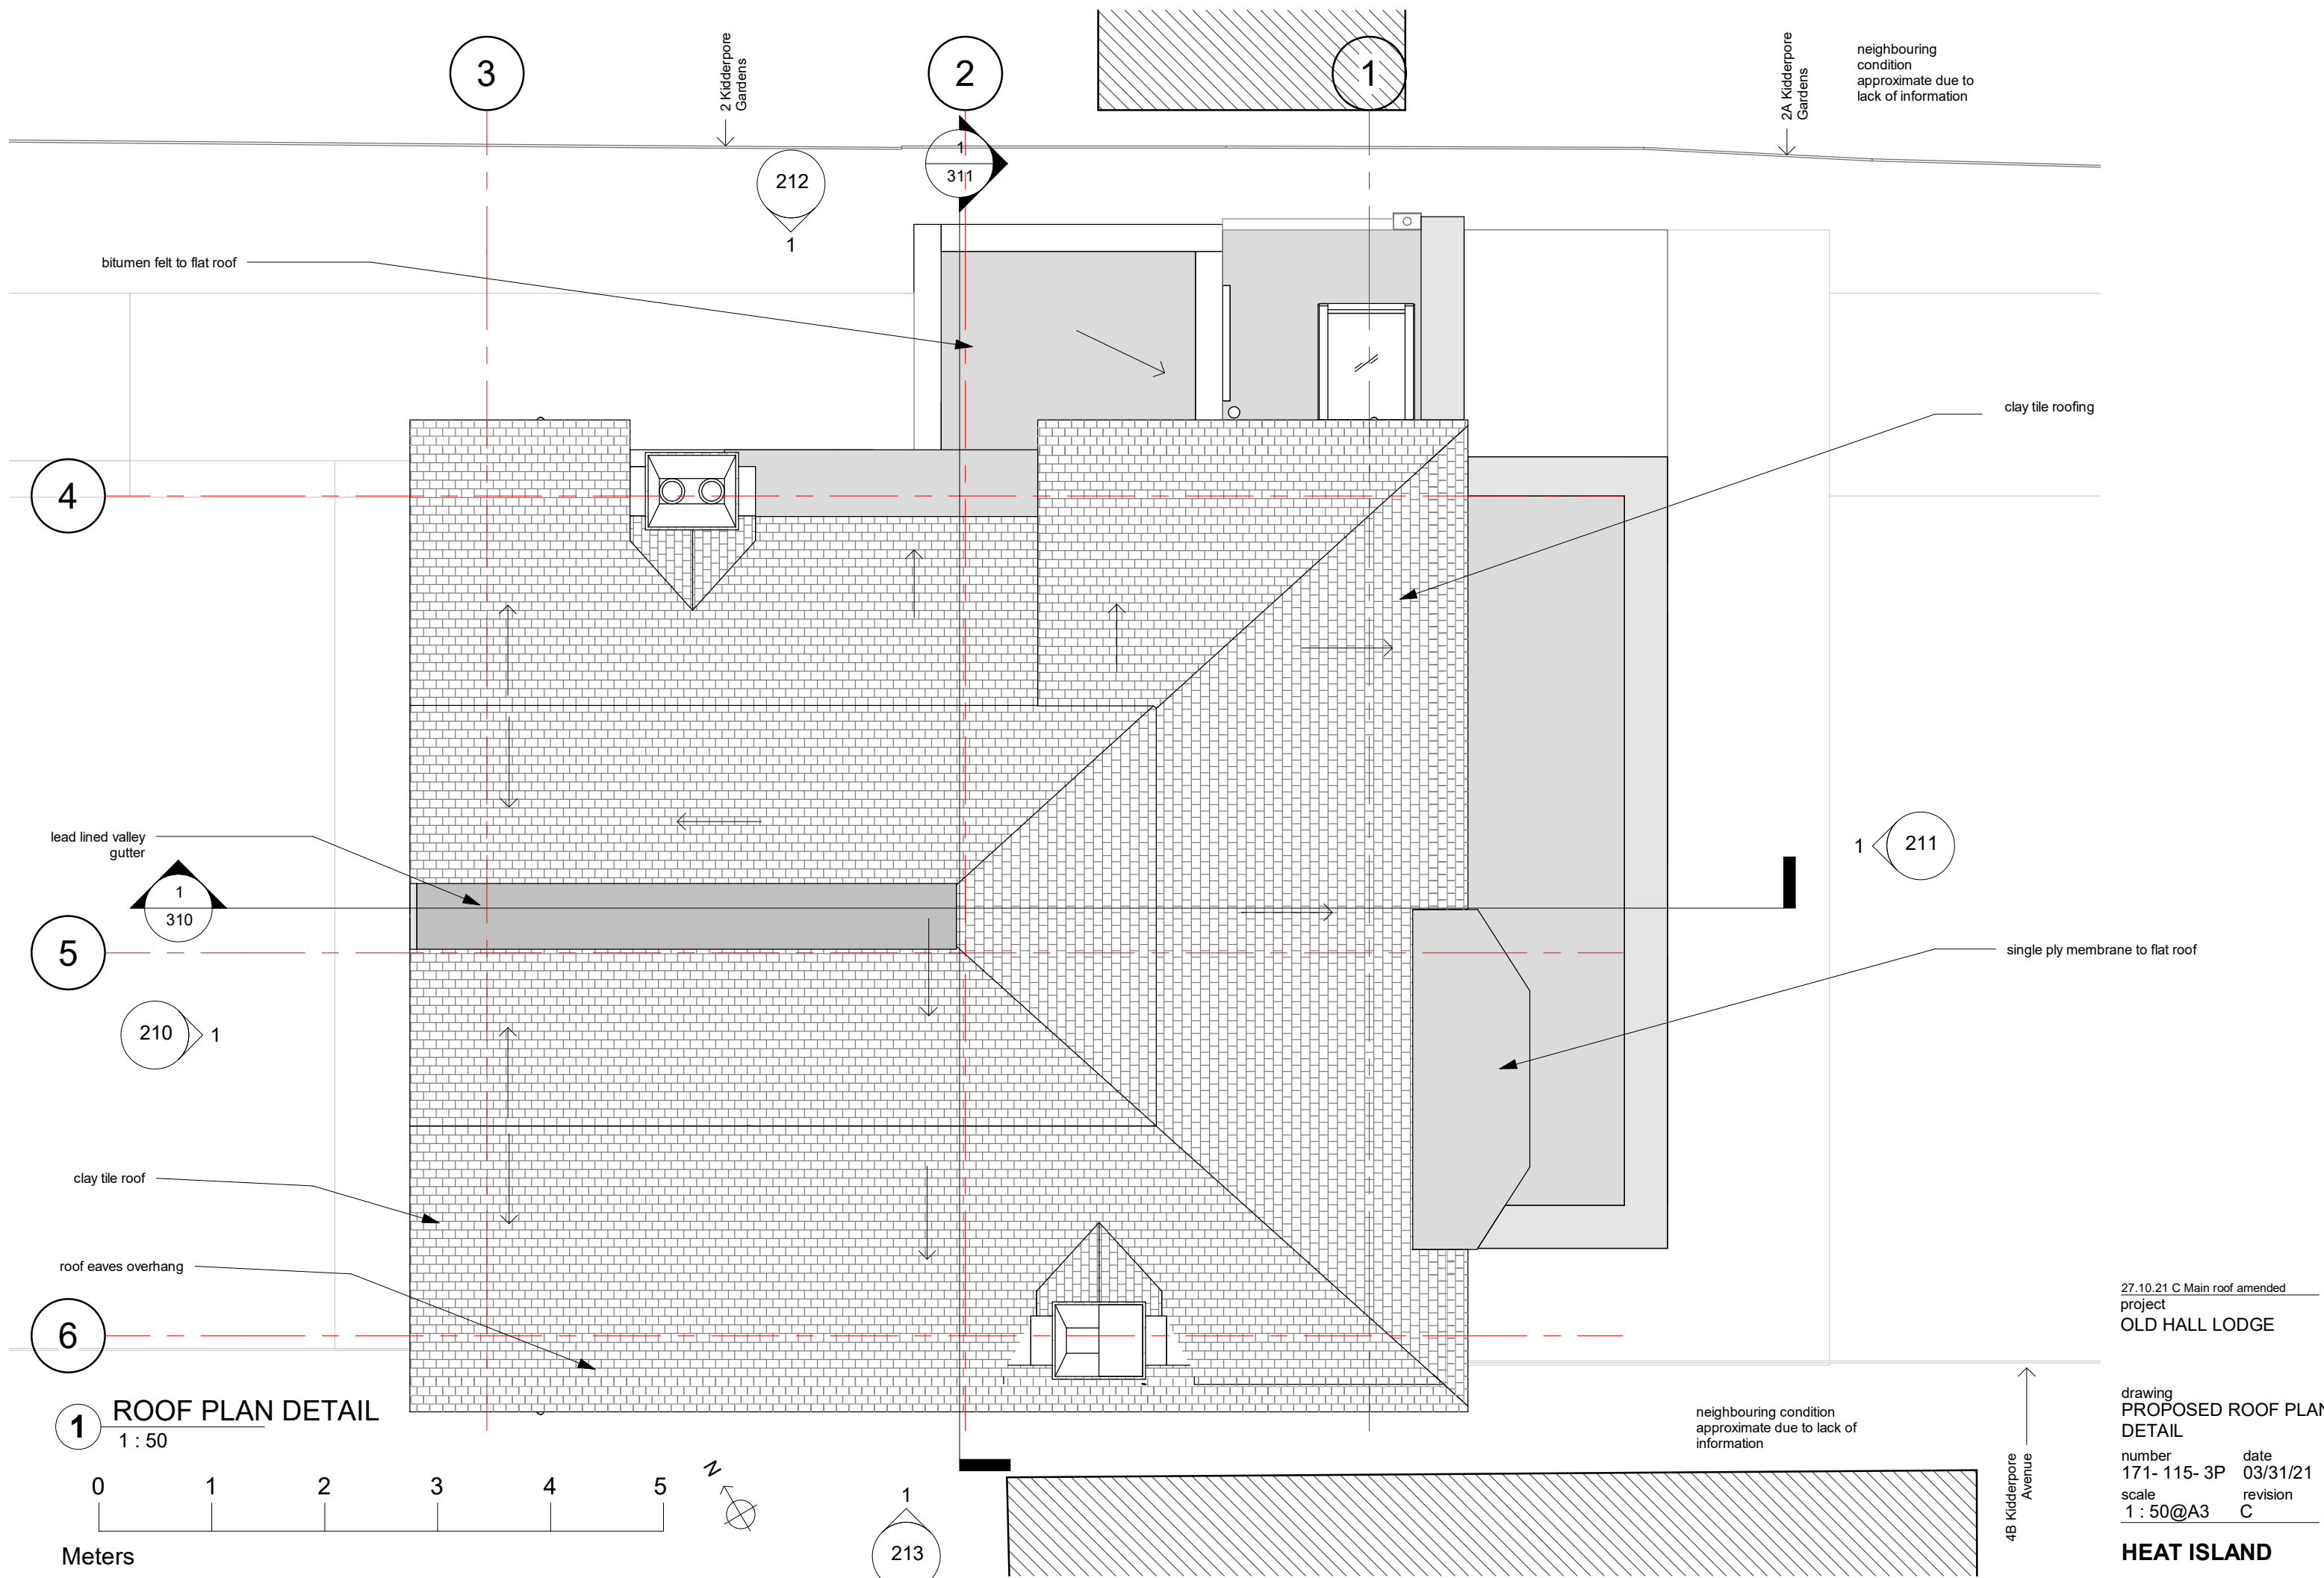 3
2
1
2 Kidderpore
Gardens
2A Kidderpore
Gardens
neighbouring
condition
approximate due to
lack of information
1
311
212
1
bitumen felt to flat roof
clay tile roofing
4
lead lined valley
gutter
1
310
1
211
5
single ply membrane to flat roof
210
1
clay tile roof
roof eaves overhang
6
27.10.21 C Main roof amended
project
OLD HALL LODGE
1
ROOF PLAN DETAIL
1 : 50
neighbouring condition
approximate due to lack of
information
4B Kidderpore
Avenue
drawing
PROPOSED ROOF PLAN
DETAIL
number
date
171- 115- 3P
03/31/21
scale
revision
1 : 50@A3
C
0
1
2
3
4
5
Meters
N
1
213
HEAT ISLAND